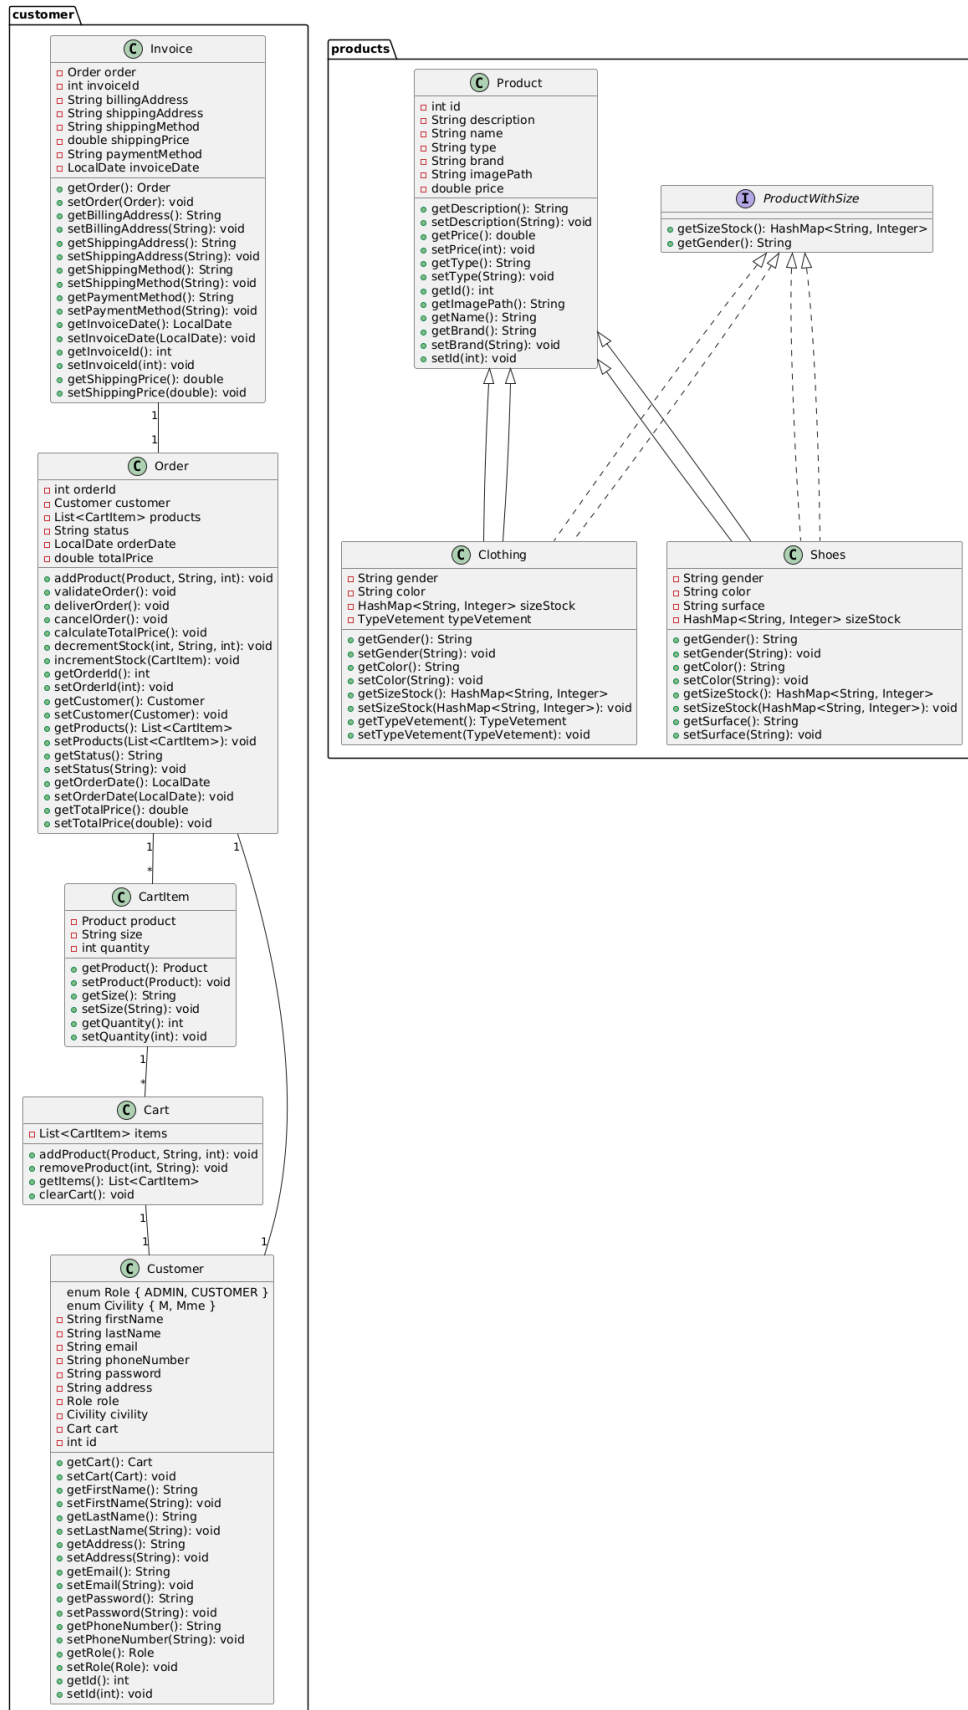 customer
C Invoice
Order order
int invoiceId
String billingAddress
String shippingAddress
String shippingMethod
double shippingPrice
String paymentMethod
LocalDate invoiceDate
getOrder(): Order
setOrder(Order): void
getBillingAddress(): String
setBillingAddress(String): void
getShippingAddress(): String
setShippingAddress(String): void
getShippingMethod(): String
setShippingMethod(String): void
getPaymentMethod(): String
setPaymentMethod(String): void
getInvoiceDate(): LocalDate
setInvoiceDate(LocalDate): void
getInvoiceId(): int
setInvoiceId(int): void
getShippingPrice(): double
setShippingPrice(double): void
1
1
C Order
int orderId
Customer customer
List<CartItem> products
String status
LocalDate orderDate
double totalPrice
addProduct(Product, String, int): void
validateOrder(): void
deliverOrder(): void
cancelOrder(): void
calculateTotalPrice(): void
decrementStock(int, String, int): void
incrementStock(CartItem): void
getOrderId(): int
setOrderId(int): void
getCustomer(): Customer
setCustomer(Customer): void
getProducts(): List<CartItem>
setProducts(List<CartItem>): void
getStatus(): String
setStatus(String): void
getOrderDate(): LocalDate
setOrderDate(LocalDate): void
getTotalPrice(): double
setTotalPrice(double): void
1 1
*
C CartItem
Product product
String size
int quantity
getProduct(): Product
setProduct(Product): void
getSize(): String
setSize(String): void
getQuantity(): int
setQuantity(int): void
1
*
C Cart
List<CartItem> items
addProduct(Product, String, int): void
removeProduct(int, String): void
getItems(): List<CartItem>
clearCart(): void
1
1 1
C Customer
enum Role { ADMIN, CUSTOMER }
enum Civility { M, Mme }
String firstName
String lastName
String email
String phoneNumber
String password
String address
Role role
Civility civility
Cart cart
int id
getCart(): Cart
setCart(Cart): void
getFirstName(): String
setFirstName(String): void
getLastName(): String
setLastName(String): void
getAddress(): String
setAddress(String): void
getEmail(): String
setEmail(String): void
getPassword(): String
setPassword(String): void
getPhoneNumber(): String
setPhoneNumber(String): void
getRole(): Role
setRole(Role): void
getId(): int
setId(int): void
products
C Product
int id
String description
String name
String type
String brand
String imagePath
double price
getDescription(): String
setDescription(String): void
getPrice(): double
setPrice(int): void
getType(): String
setType(String): void
getId(): int
getImagePath(): String
getName(): String
getBrand(): String
setBrand(String): void
setId(int): void
I ProductWithSize
getSizeStock(): HashMap<String, Integer>
getGender(): String
C Clothing
String gender
String color
HashMap<String, Integer> sizeStock
TypeVetement typeVetement
getGender(): String
setGender(String): void
getColor(): String
setColor(String): void
getSizeStock(): HashMap<String, Integer>
setSizeStock(HashMap<String, Integer>): void
getTypeVetement(): TypeVetement
setTypeVetement(TypeVetement): void
C Shoes
String gender
String color
String surface
HashMap<String, Integer> sizeStock
getGender(): String
setGender(String): void
getColor(): String
setColor(String): void
getSizeStock(): HashMap<String, Integer>
setSizeStock(HashMap<String, Integer>): void
getSurface(): String
setSurface(String): void